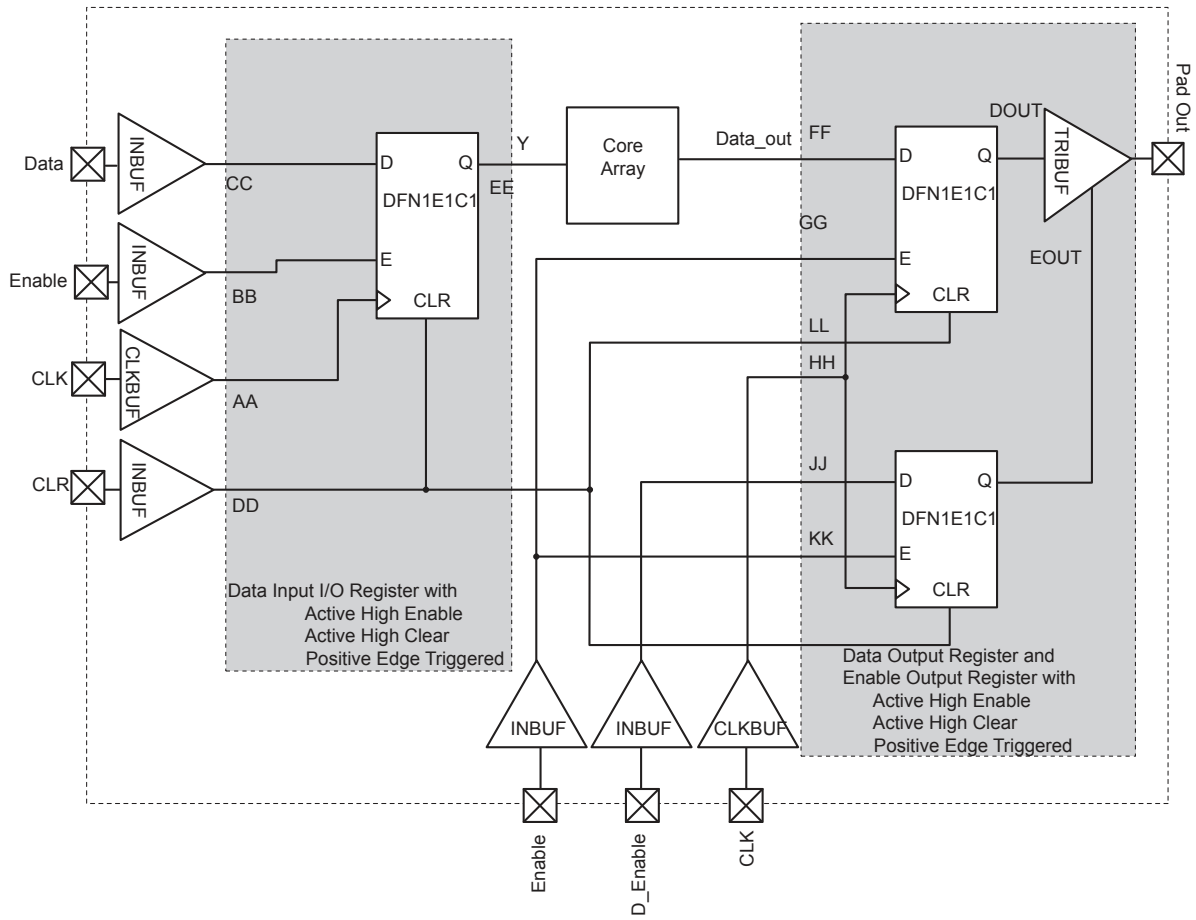 Data
INBUF
CC
D
Q
DFN1E1C1
E
CLR
Y
EE
Core
Array
Data_out
FF
D
Q
DFN1E1C1
E
CLR
DOUT
TRIBUF
Pad Out
GG
EOUT
Enable
INBUF
BB
CLK
CLKBUF
AA
LL
HH
CLR
INBUF
DD
JJ
KK
D
Q
DFN1E1C1
E
CLR
Data Input I/O Register with
Active High Enable
Active High Clear
Positive Edge Triggered
Data Output Register and
Enable Output Register with
Active High Enable
Active High Clear
Positive Edge Triggered
INBUF
INBUF
CLKBUF
Enable
D_Enable
CLK